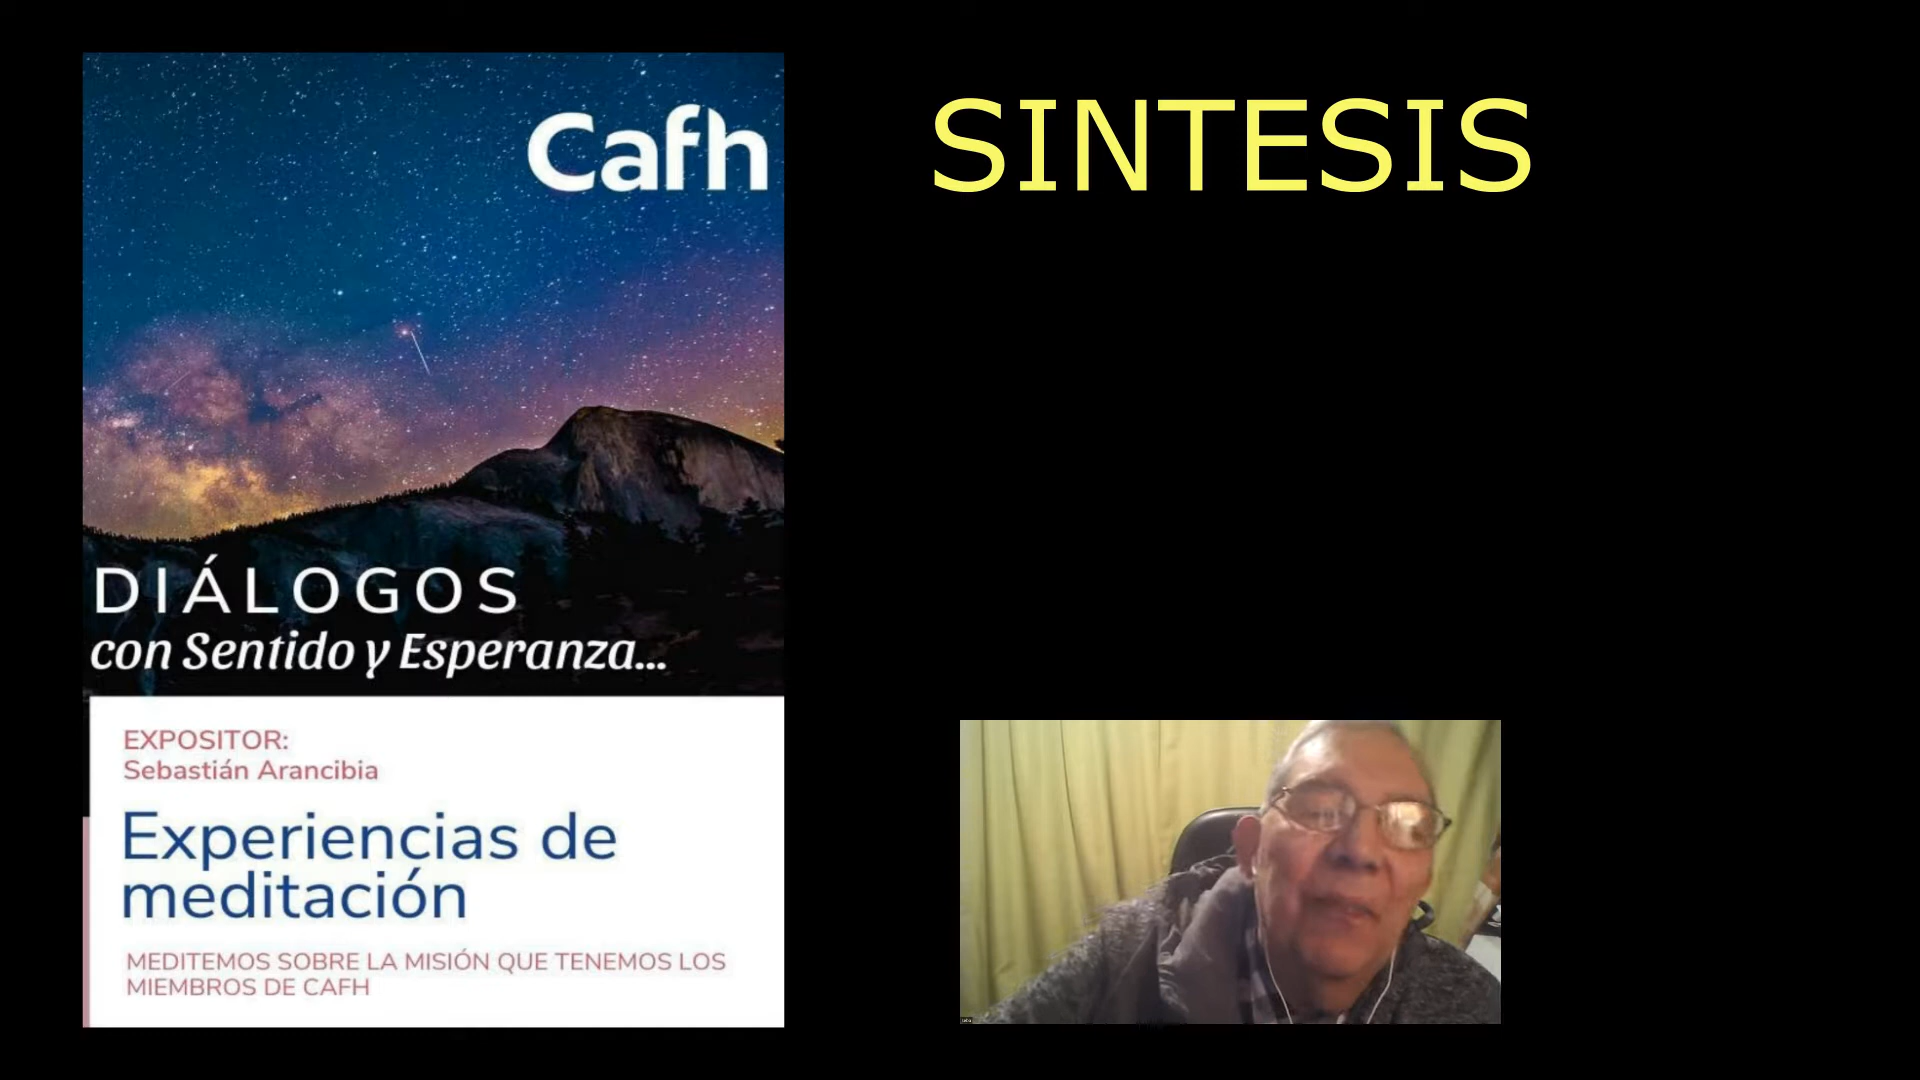 Cafh
SINTESIS
DIÁLOGOS
con Sentido y Esperanza...
EXPOSITOR:
Sebastián Arancibia
Experiencias de
meditación
MEDITEMOS SOBRE LA MISIÓN QUE TENEMOS LOS
MIEMBROS DE CAFH